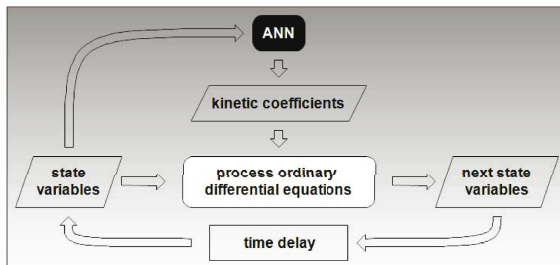 ANN
kinetic coefficients
state
variables
process ordinary
differential equations
next state
variables
time delay